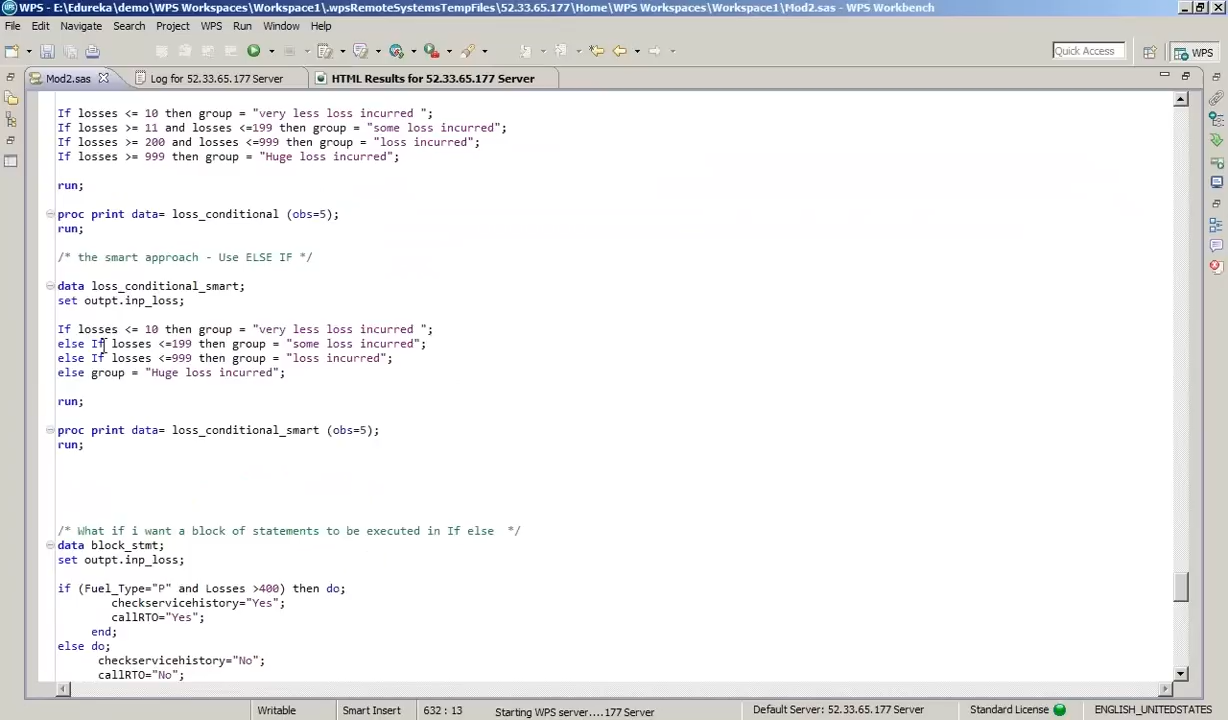 WPS - E:\Edureka\demo\WPS Workspaces\Workspace1\.wpsRemoteSystemsTempFiles\52.33.65.177\Home\WPS Workspaces\Workspace1\Mod2.sas - WPS Workbench
File Edit Navigate Search Project WPS Run Window Help
Quick Access
WPS
Mod2.sas
Log for 52.33.65.177 Server
HTML Results for 52.33.65.177 Server
If losses <= 10 then group = "very less loss incurred ";
If losses >= 11 and losses <=199 then group = "some loss incurred";
If losses >= 200 and losses <=999 then group = "loss incurred";
If losses >= 999 then group = "Huge loss incurred";
run;
proc print data= loss_conditional (obs=5);
run;
/* the smart approach - Use ELSE IF */
data loss_conditional_smart;
set outpt.inp_loss;
If losses <= 10 then group = "very less loss incurred ";
else If losses <=199 then group = "some loss incurred";
else If losses <=999 then group = "loss incurred";
else group = "Huge loss incurred";
run;
proc print data= loss_conditional_smart (obs=5);
run;
/* What if i want a block of statements to be executed in If else  */
data block_stmt;
set outpt.inp_loss;
if (Fuel_Type="P" and Losses >400) then do;
checkservicehistory="Yes";
callRTO="Yes";
end;
else do;
checkservicehistory="No";
callRTO="No";
Writable
Smart Insert
632 : 13
Starting WPS server....177 Server
Default Server: 52.33.65.177
Standard License
ENGLISH_UNITEDSTATES